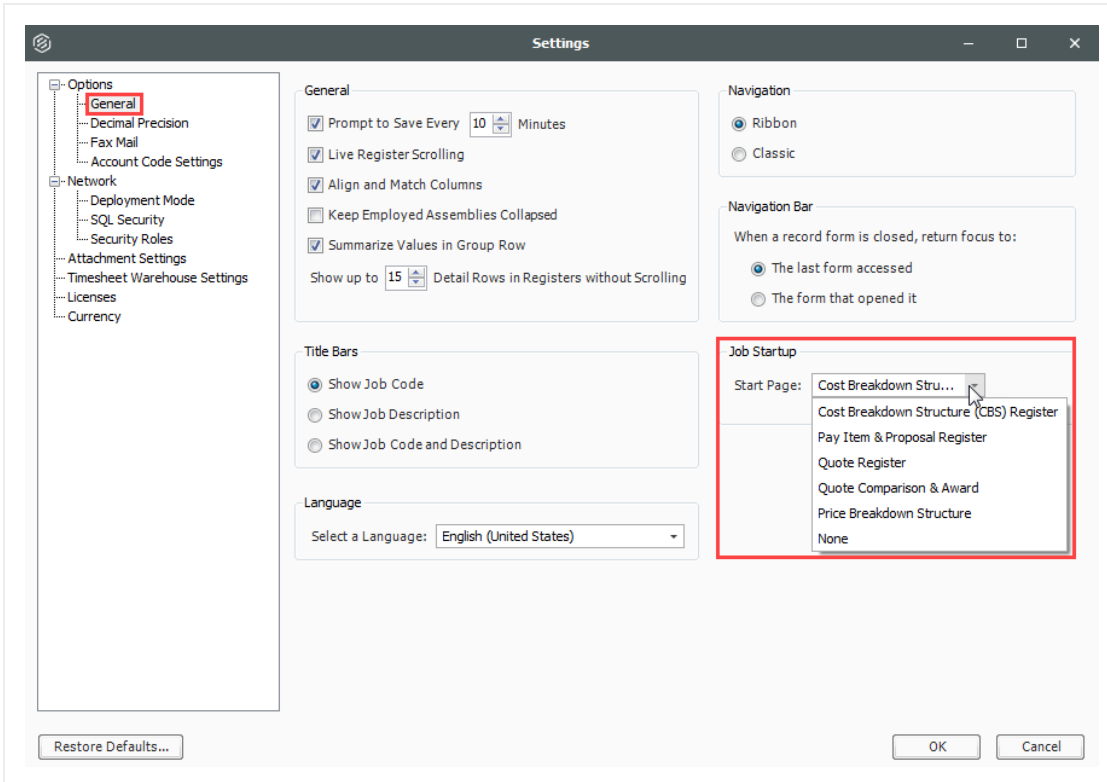 Settings
Options
General
Decimal Precision
Fax Mail
Account Code Settings
Network
Deployment Mode
SQL Security
Security Roles
Attachment Settings
Timesheet Warehouse Settings
Licenses
Currency
General
Prompt to Save Every 10 Minutes
Live Register Scrolling
Align and Match Columns
Keep Employed Assemblies Collapsed
Summarize Values in Group Row
Show up to 15 Detail Rows in Registers without Scrolling
Title Bars
Show Job Code
Show Job Description
Show Job Code and Description
Language
Select a Language: English (United States)
Navigation
Ribbon
Classic
Navigation Bar
When a record form is closed, return focus to:
The last form accessed
The form that opened it
Job Startup
Start Page: Cost Breakdown Stru...
Cost Breakdown Structure (CBS) Register
Pay Item & Proposal Register
Quote Register
Quote Comparison & Award
Price Breakdown Structure
None
Restore Defaults...
OK
Cancel